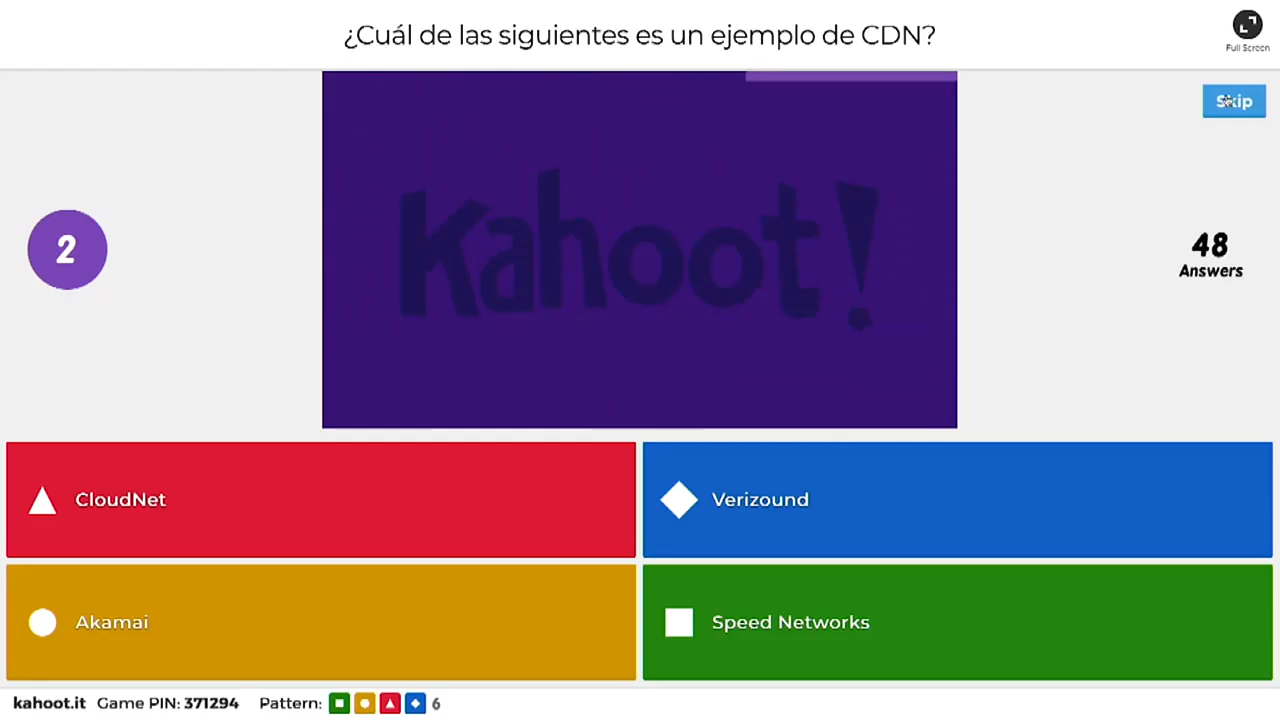 ¿Cuál de las siguientes es un ejemplo de CDN?
Full Screen
Skip
Kahoot!
2
48
Answers
CloudNet
Verizound
Akamai
Speed Networks
kahoot.it Game PIN: 371294 Pattern: 6